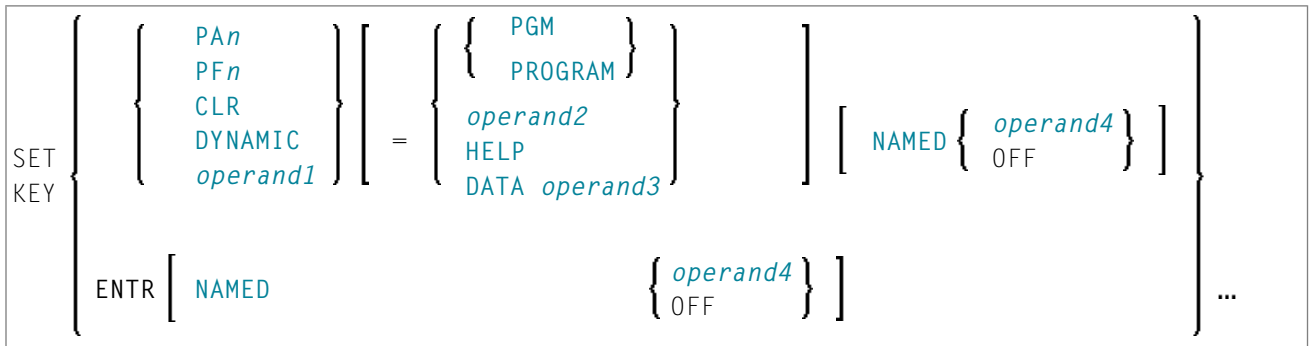 PAn
PFn
CLR
DYNAMIC
operand1
=
PGM
PROGRAM
operand2
HELP
DATA operand3
NAMED operand4
OFF
SET
KEY
ENTR NAMED operand4
OFF
...